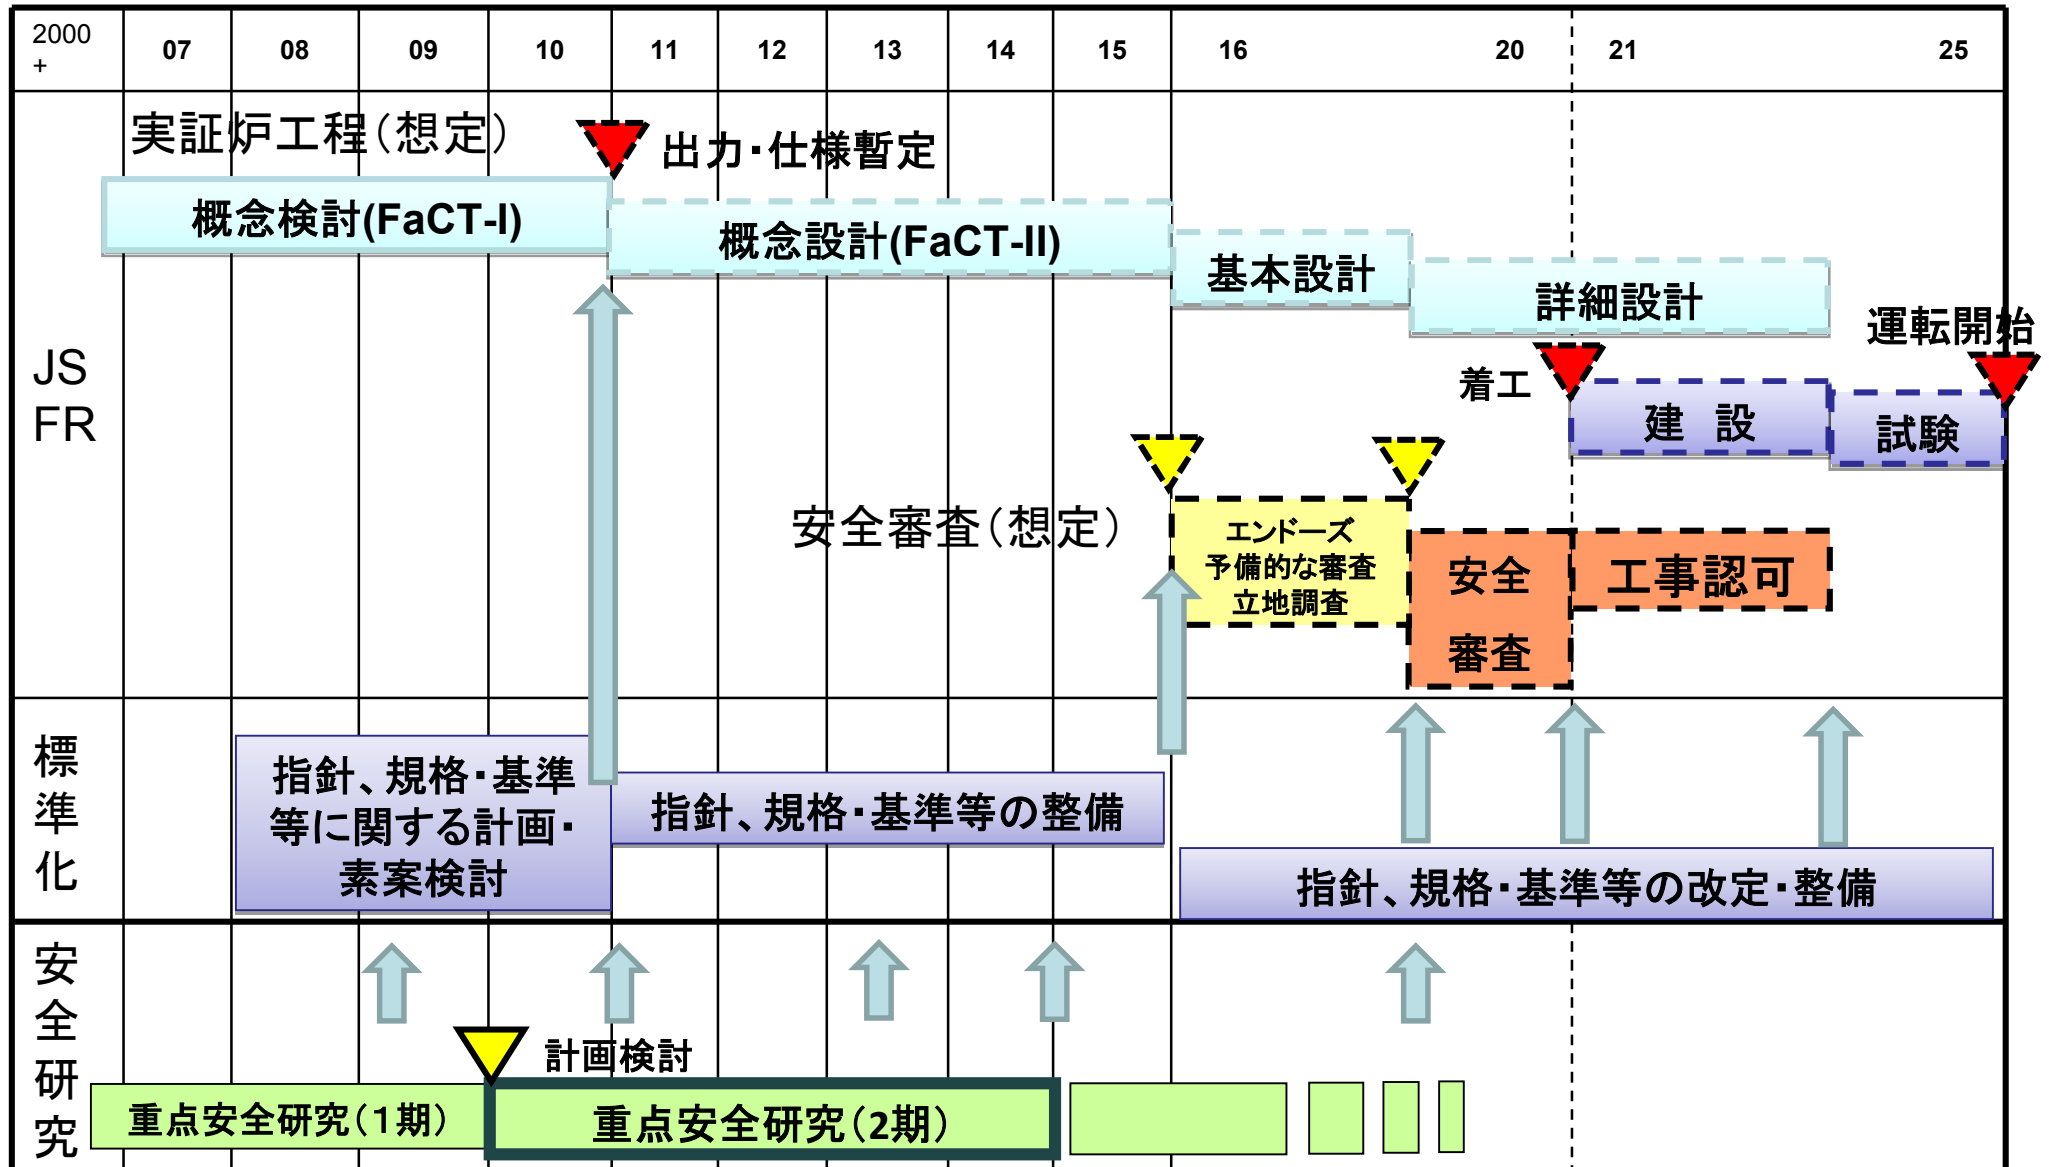 2000
+
07
08
09
10
11
12
13
14
15
16
20
21
25
実証炉工程（想定）
出力・仕様暫定
概念検討(FaCT-I)
概念設計(FaCT-II)
基本設計
詳細設計
運転開始
JS
FR
着工
建　設
試験
安全審査（想定）
エンドーズ
予備的な審査
立地調査
安全
審査
工事認可
標
準
化
指針、規格・基準
等に関する計画・
素案検討
指針、規格・基準等の整備
指針、規格・基準等の改定・整備
安
全
研
究
計画検討
重点安全研究（１期）
重点安全研究（2期）